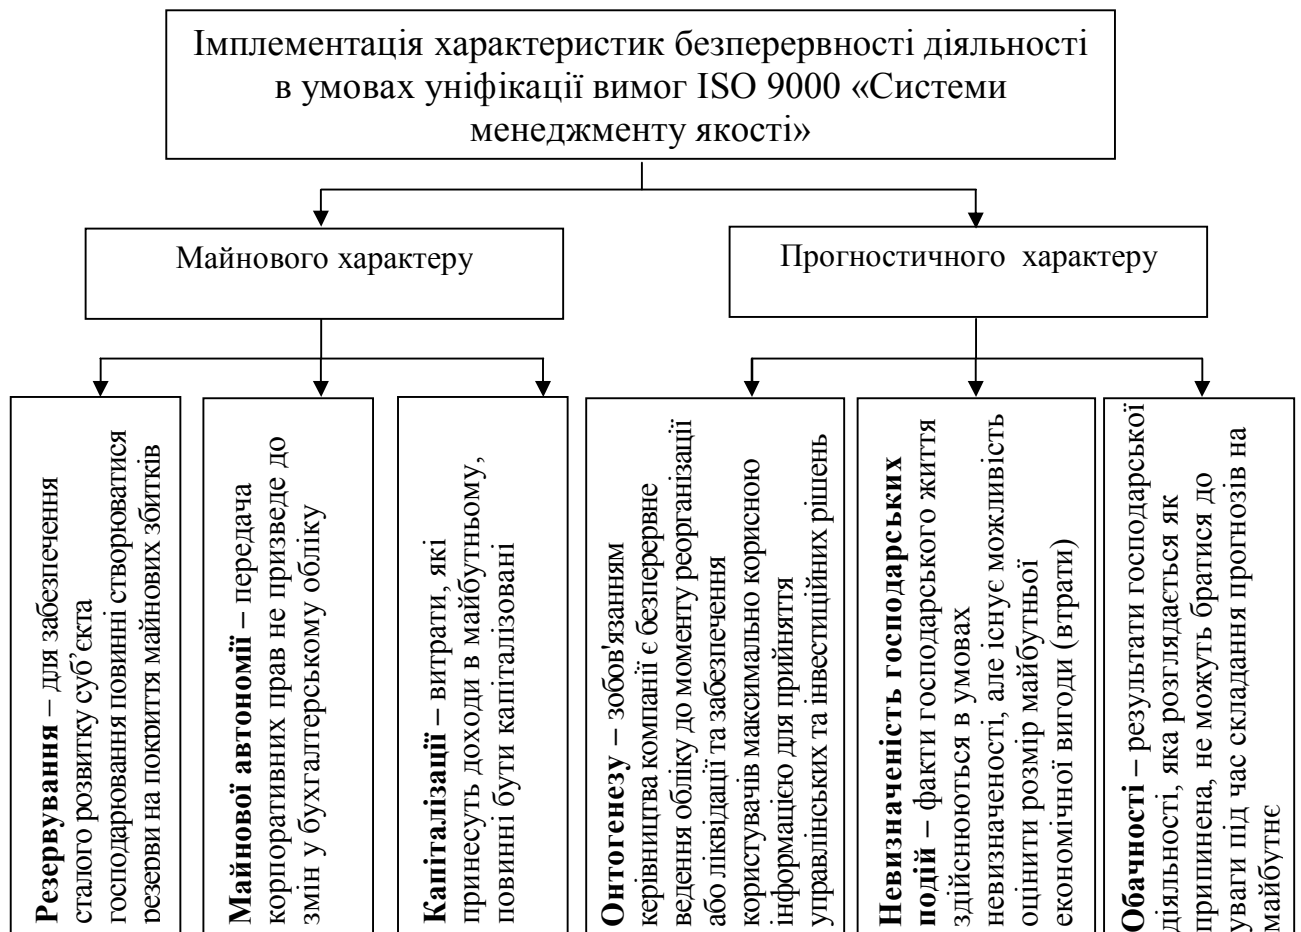 Імплементація характеристик безперервності діяльності
в умовах уніфікації вимог ISO 9000 «Системи
менеджменту якості»
Майнового характеру
Прогностичного характеру
Резервування – для забезпечення
сталого розвитку суб’єкта
господарювання повинні створюватися
резерви на покриття майнових збитків
Майнової автономії – передача
корпоративних прав не призведе до
змін у бухгалтерському обліку
Капіталізації – витрати, які
принесуть доходи в майбутньому,
повинні бути капіталізовані
Онтогенезу – зобов'язанням
керівництва компанії є безперервне
ведення обліку до моменту реорганізації
або ліквідації та забезпечення
користувачів максимально корисною
інформацією для прийняття
управлінських та інвестиційних рішень
Невизначеність господарських
подій – факти господарського життя
здійснюються в умовах
невизначеності, але існує можливість
оцінити розмір майбутньої
економічної вигоди (втрати)
Обачності – результати господарської
діяльності, яка розглядається як
припинена, не можуть братися до
уваги під час складання прогнозів на
майбутнє